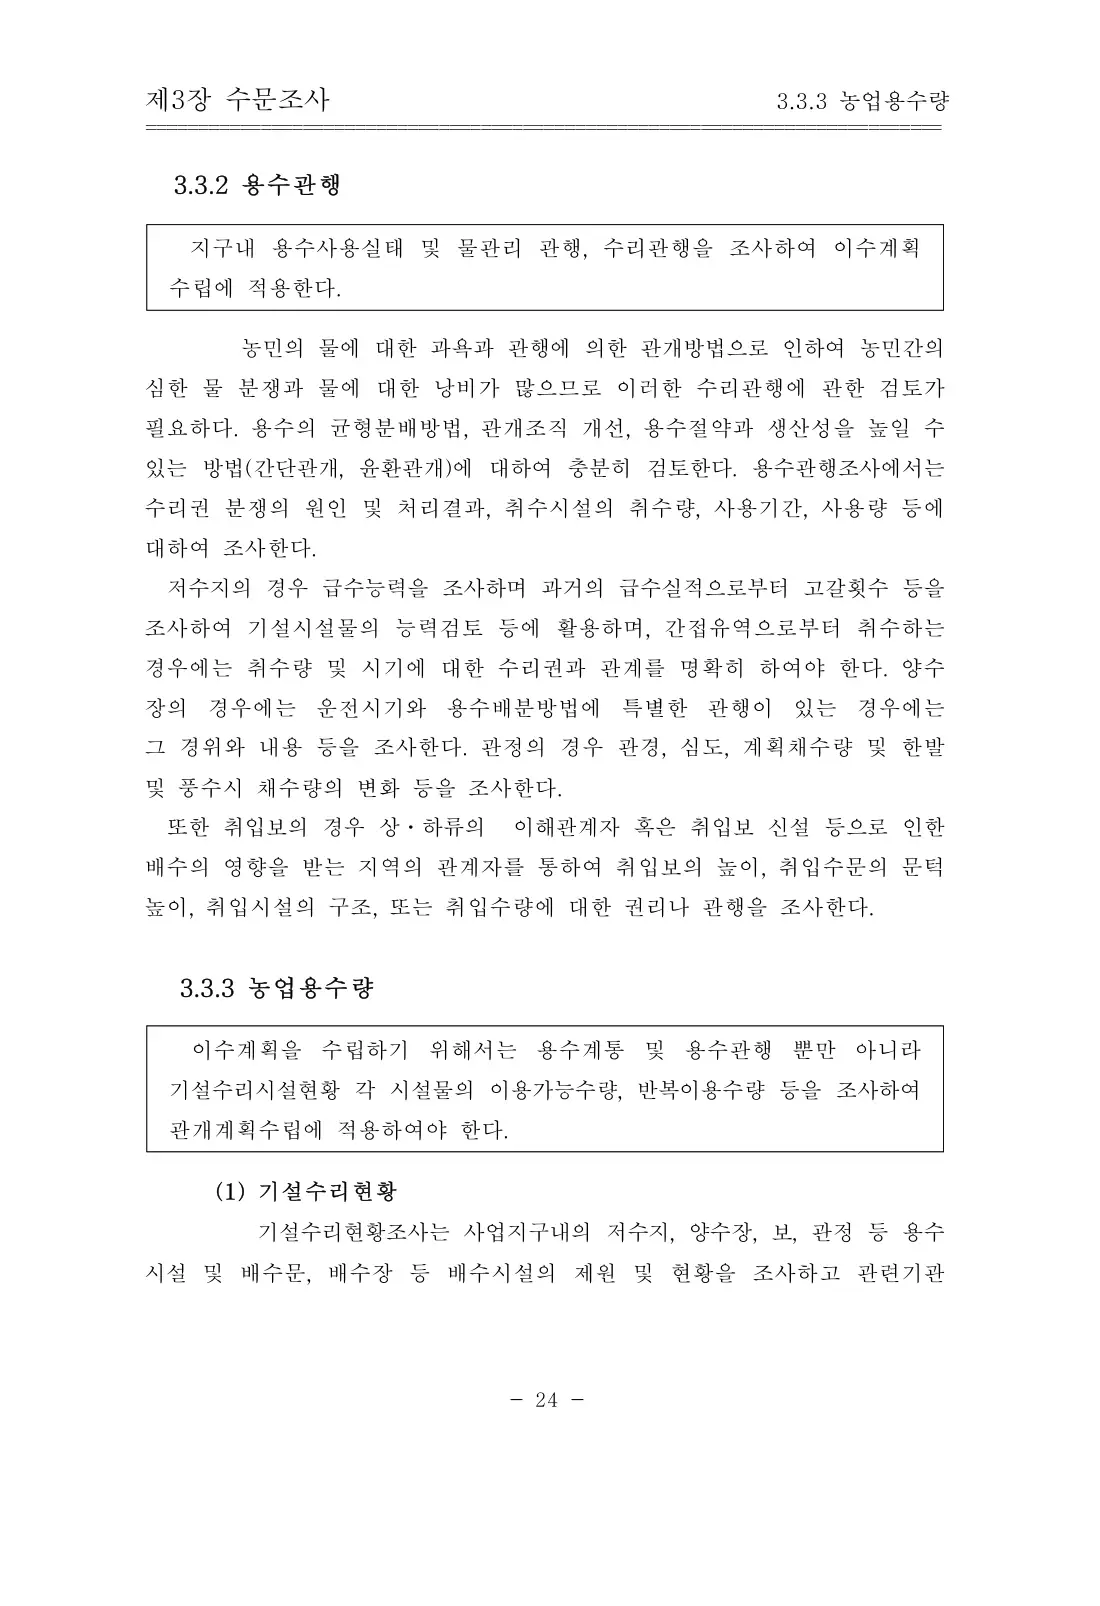 제3장 수문조사
3.3.3 농업용수량
===========================================================================
3.3.2 용수관행
지구내 용수사용실태 및 물관리 관행, 수리관행을 조사하여 이수계획
수립에 적용한다.
농민의 물에 대한 과욕과 관행에 의한 관개방법으로 인하여 농민간의
심한 물 분쟁과 물에 대한 낭비가 많으므로 이러한 수리관행에 관한 검토가
필요하다. 용수의 균형분배방법, 관개조직 개선, 용수절약과 생산성을 높일 수
있는 방법(간단관개, 윤환관개)에 대하여 충분히 검토한다. 용수관행조사에서는
수리권 분쟁의 원인 및 처리결과, 취수시설의 취수량, 사용기간, 사용량 등에
대하여 조사한다.
저수지의 경우 급수능력을 조사하며 과거의 급수실적으로부터 고갈횟수 등을
조사하여 기설시설물의 능력검토 등에 활용하며, 간접유역으로부터 취수하는
경우에는 취수량 및 시기에 대한 수리권과 관계를 명확히 하여야 한다. 양수
장의 경우에는 운전시기와 용수배분방법에 특별한 관행이 있는 경우에는
그 경위와 내용 등을 조사한다. 관정의 경우 관경, 심도, 계획채수량 및 한발
및 풍수시 채수량의 변화 등을 조사한다.
또한 취입보의 경우 상·하류의 이해관계자 혹은 취입보 신설 등으로 인한
배수의 영향을 받는 지역의 관계자를 통하여 취입보의 높이, 취입수문의 문턱
높이, 취입시설의 구조, 또는 취입수량에 대한 권리나 관행을 조사한다.
3.3.3 농업용수량
이수계획을 수립하기 위해서는 용수계통 및 용수관행 뿐만 아니라
기설수리시설현황 각 시설물의 이용가능수량, 반복이용수량 등을 조사하여
관개계획수립에 적용하여야 한다.
(1) 기설수리현황
기설수리현황조사는 사업지구내의 저수지, 양수장, 보, 관정 등 용수
시설 및 배수문, 배수장 등 배수시설의 제원 및 현황을 조사하고 관련기관
- 24 -